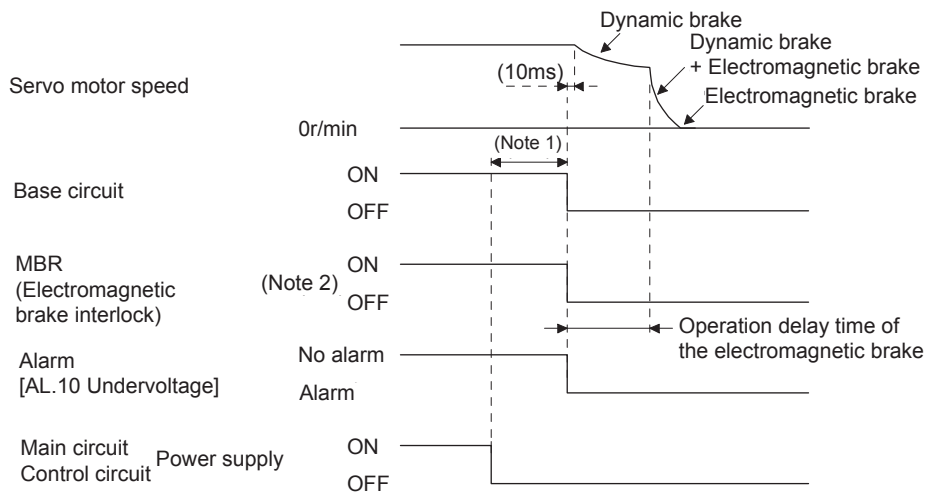 Dynamic brake
Dynamic brake
+ Electromagnetic brake
Electromagnetic brake
(10ms)
Servo motor speed
0r/min
(Note 1)
Base circuit
ON
OFF
MBR
(Electromagnetic
brake interlock)
(Note 2)
ON
OFF
Operation delay time of
the electromagnetic brake
Alarm
[AL.10 Undervoltage]
No alarm
Alarm
Main circuit
Control circuit
Power supply
ON
OFF